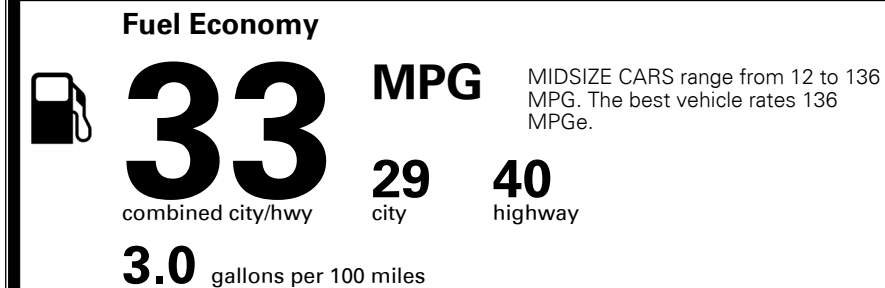 Fuel Economy
33
MPG
MIDSIZE CARS range from 12 to 136
MPG. The best vehicle rates 136
MPGe.
combined city/hwy
29
city
40
highway
3.0 gallons per 100 miles